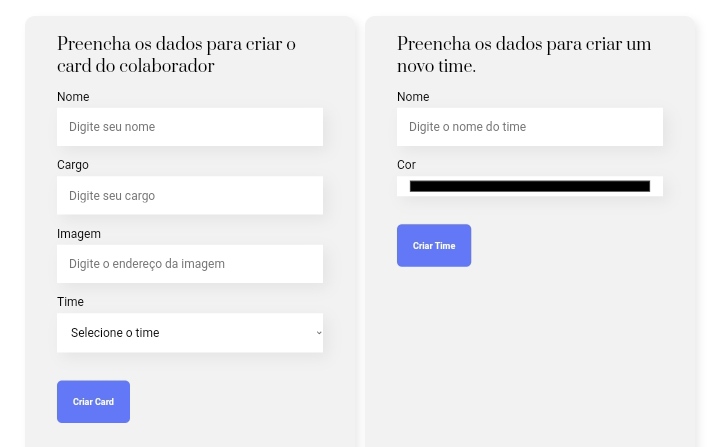 Preencha os dados para criar o
card do colaborador
Nome
Digite seu nome
Cargo
Digite seu cargo
Imagem
Digite o endereço da imagem
Time
Selecione o time
Criar Card
Preencha os dados para criar um
novo time.
Nome
Digite o nome do time
Cor
Criar Time